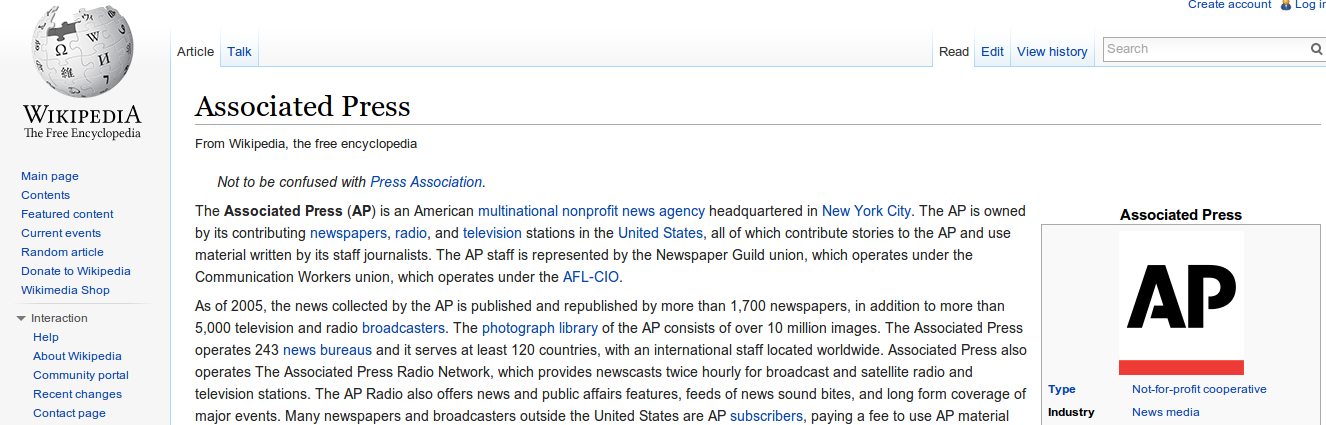 Create account Log in
Article Talk Read Edit View history Search
WIKIPEDIA
The Free Encyclopedia
Main page
Contents
Featured content
Current events
Random article
Donate to Wikipedia
Wikimedia Shop
Interaction
Help
About Wikipedia
Community portal
Recent changes
Contact page
Associated Press
From Wikipedia, the free encyclopedia
Not to be confused with Press Association.
The Associated Press (AP) is an American multinational nonprofit news agency headquartered in New York City. The AP is owned
by its contributing newspapers, radio, and television stations in the United States, all of which contribute stories to the AP and use
material written by its staff journalists. The AP staff is represented by the Newspaper Guild union, which operates under the
Communication Workers union, which operates under the AFL-CIO.
As of 2005, the news collected by the AP is published and republished by more than 1,700 newspapers, in addition to more than
5,000 television and radio broadcasters. The photograph library of the AP consists of over 10 million images. The Associated Press
operates 243 news bureaus and it serves at least 120 countries, with an international staff located worldwide. Associated Press also
operates The Associated Press Radio Network, which provides newscasts twice hourly for broadcast and satellite radio and
television stations. The AP Radio also offers news and public affairs features, feeds of news sound bites, and long form coverage of
major events. Many newspapers and broadcasters outside the United States are AP subscribers, paying a fee to use AP material
Associated Press
AP
Type Not-for-profit cooperative
Industry News media